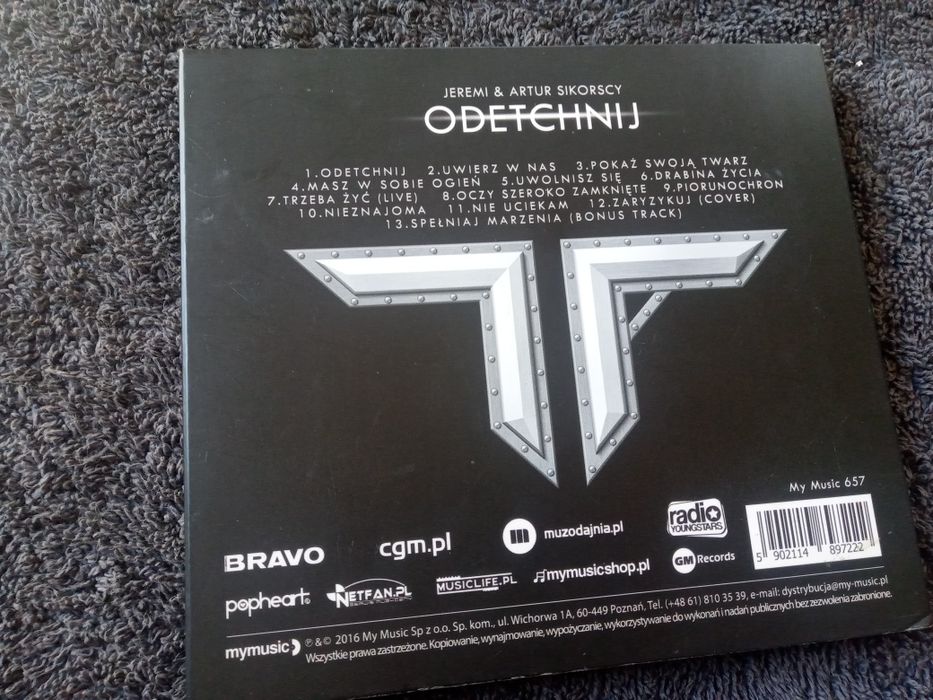 JEREMI & ARTUR SIKORSCY
ODETCHNIJ
1.ODETCHNIJ 2.UWIERZ W NAS 3.POKAŻ SWOJĄ TWARZ
4.MASZ W SOBIE OGIEŃ 5.UWOLNISZ SIĘ 6.DRABINA ŻYCIA
7.TRZEBA ŻYĆ (LIVE) 8.OCZY SZEROKO ZAMKNIĘTE 9.PIORUNOCHRON
10.NIEZNAJOMA 11.NIE UCIEKAM 12.ZARYZYKUJ (COVER)
13.SPEŁNIAJ MARZENIA (BONUS TRACK)
My Music 657
BRAVO cgm.pl m muzodajnia.pl radio YOUNGSTARS
5 902114 897222
popheart NETFAN.PL MUSICLIFE.PL mymusicshop.pl GM Records
mymusic ℗ & © 2016 My Music Sp z o.o. Sp. kom., ul. Wichorwa 1A, 60-449 Poznań, Tel. (+48 61) 810 35 39, e-mail: dystrybucja@my-music.pl
Wszystkie prawa zastrzeżone. Kopiowanie, wynajmowanie, wypożyczanie, wykorzystywanie do wykonań i nadań publicznych bez zezwolenia zabronione.